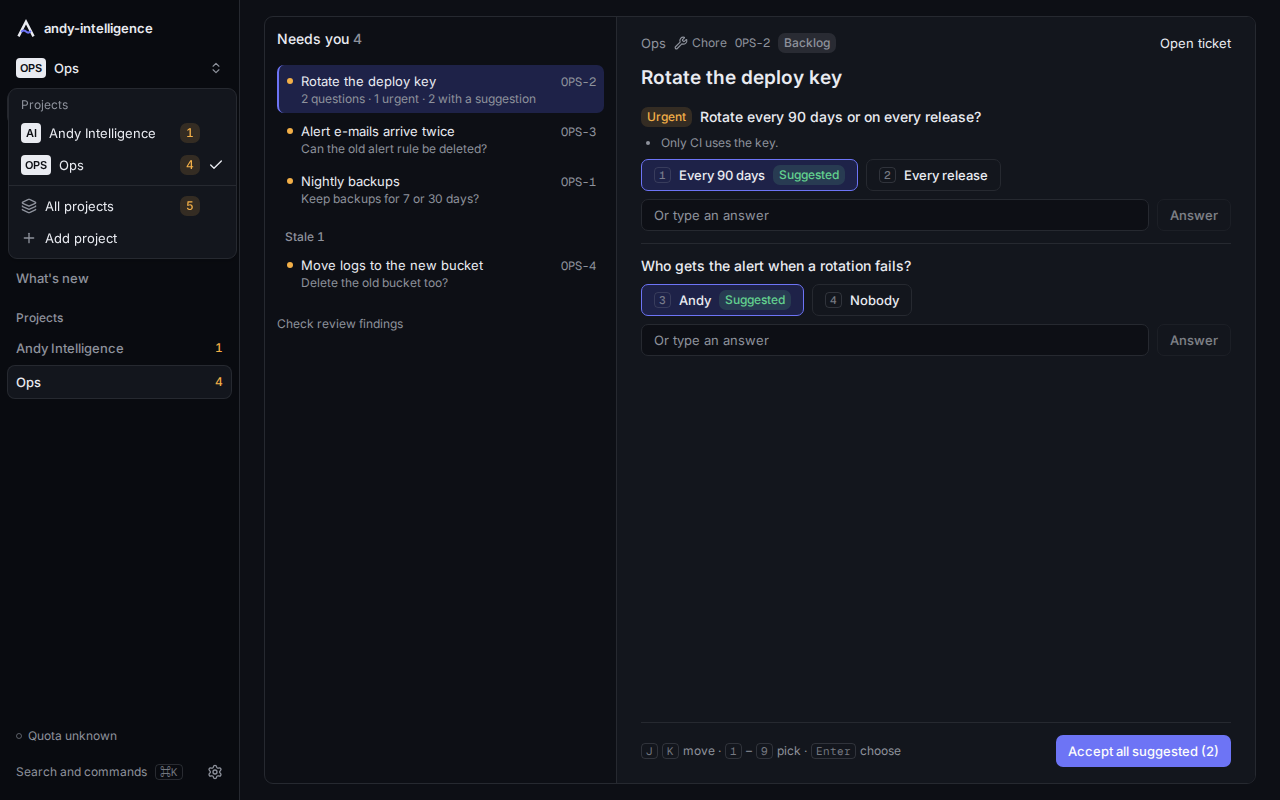 andy-intelligence
OPS Ops
Projects
AI Andy Intelligence 1
OPS Ops 4
All projects 5
Add project
What's new
Projects
Andy Intelligence 1
Ops 4
Quota unknown
Search and commands ⌘K
Needs you 4
Rotate the deploy key OPS-2
2 questions · 1 urgent · 2 with a suggestion
Alert e-mails arrive twice OPS-3
Can the old alert rule be deleted?
Nightly backups OPS-1
Keep backups for 7 or 30 days?
Stale 1
Move logs to the new bucket OPS-4
Delete the old bucket too?
Check review findings
Ops Chore OPS-2 Backlog Open ticket
Rotate the deploy key
Urgent Rotate every 90 days or on every release?
• Only CI uses the key.
1 Every 90 days Suggested 2 Every release
Or type an answer Answer
Who gets the alert when a rotation fails?
3 Andy Suggested 4 Nobody
Or type an answer Answer
J K move · 1 – 9 pick · Enter choose Accept all suggested (2)